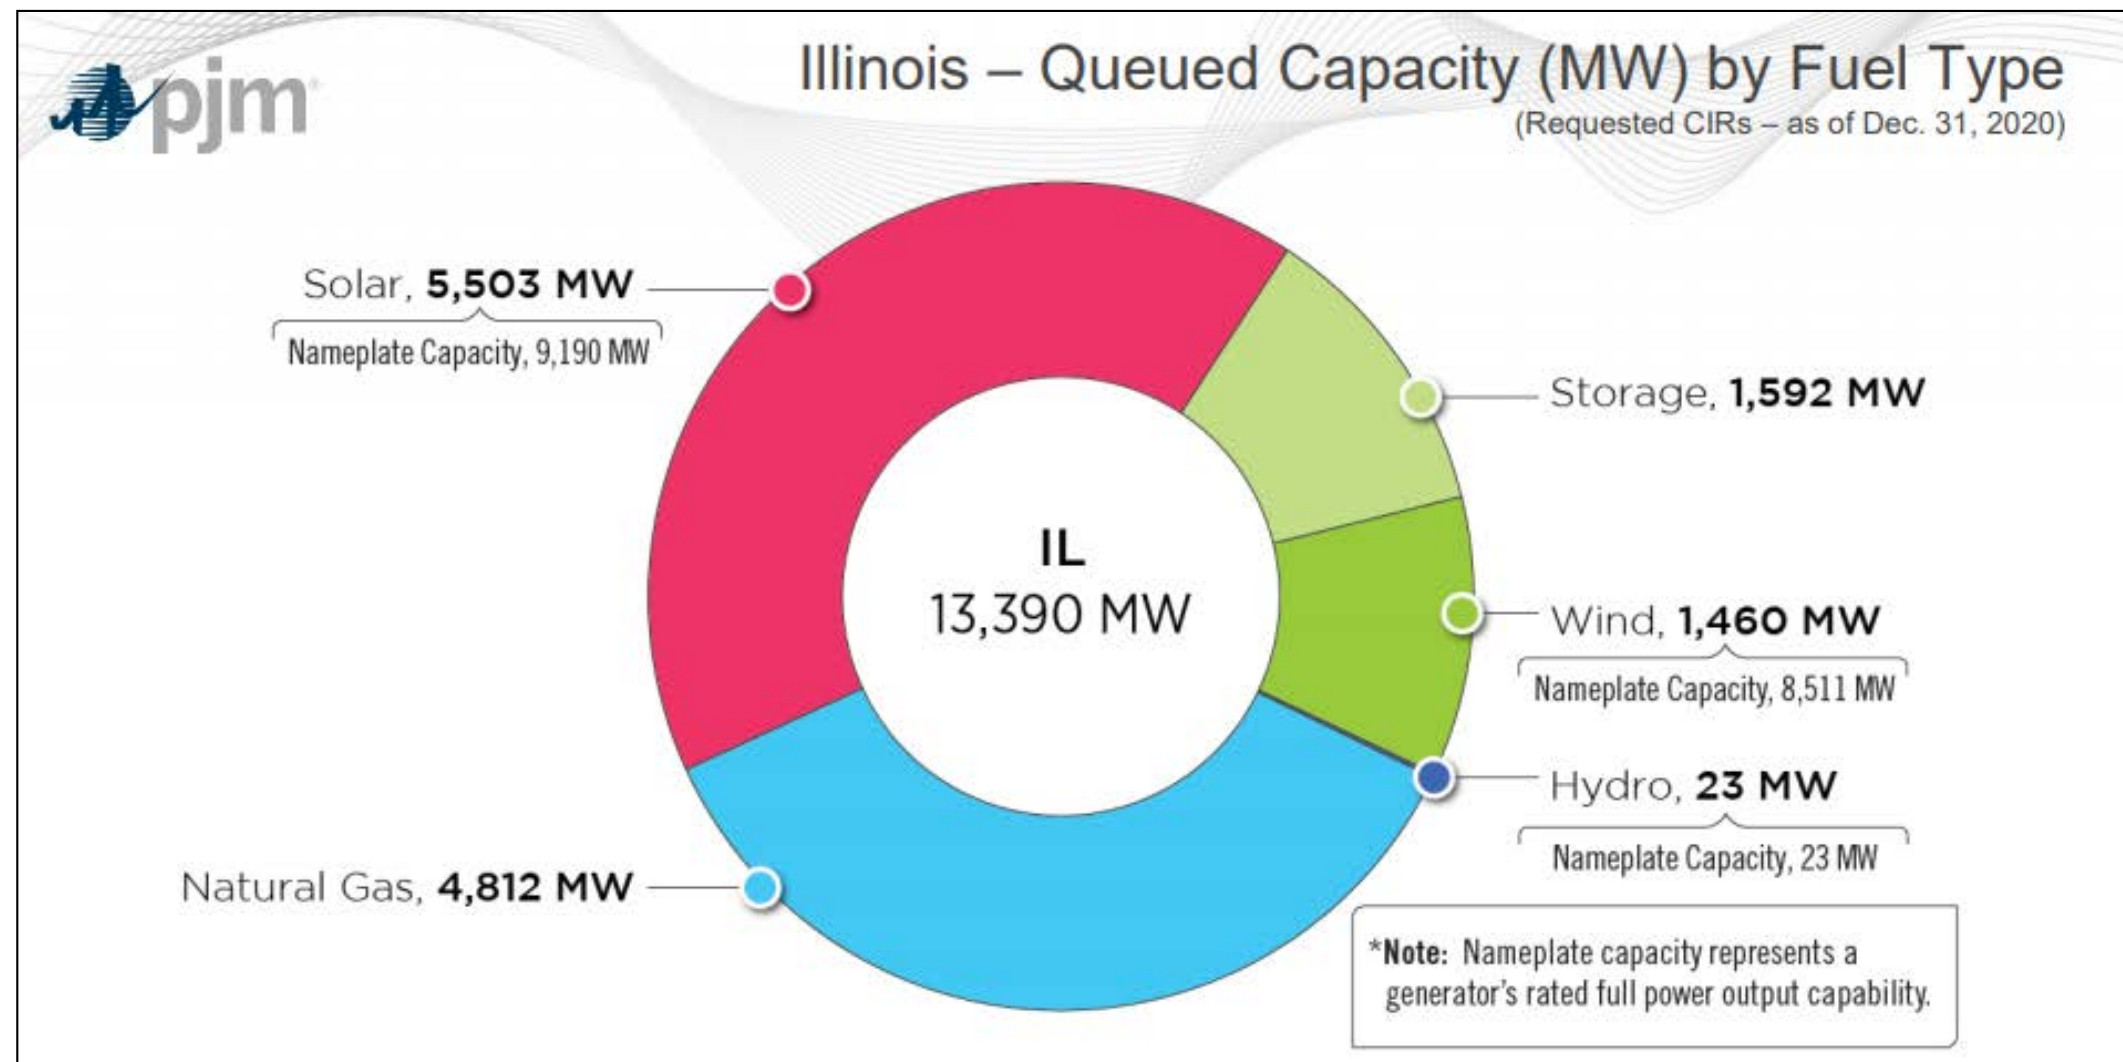 pjm
Illinois – Queued Capacity (MW) by Fuel Type
(Requested CIRs – as of Dec. 31, 2020)
Solar, 5,503 MW
Nameplate Capacity, 9,190 MW
Storage, 1,592 MW
IL
13,390 MW
Wind, 1,460 MW
Nameplate Capacity, 8,511 MW
Hydro, 23 MW
Nameplate Capacity, 23 MW
Natural Gas, 4,812 MW
*Note: Nameplate capacity represents a
generator's rated full power output capability.